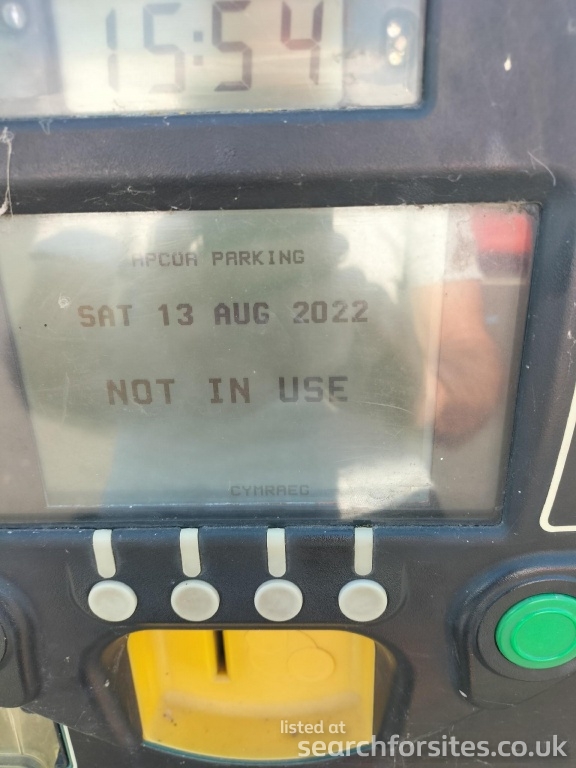 15:54
APCOA PARKING
SAT 13 AUG 2022
NOT IN USE
CYMRAEG
listed at
searchforsites.co.uk